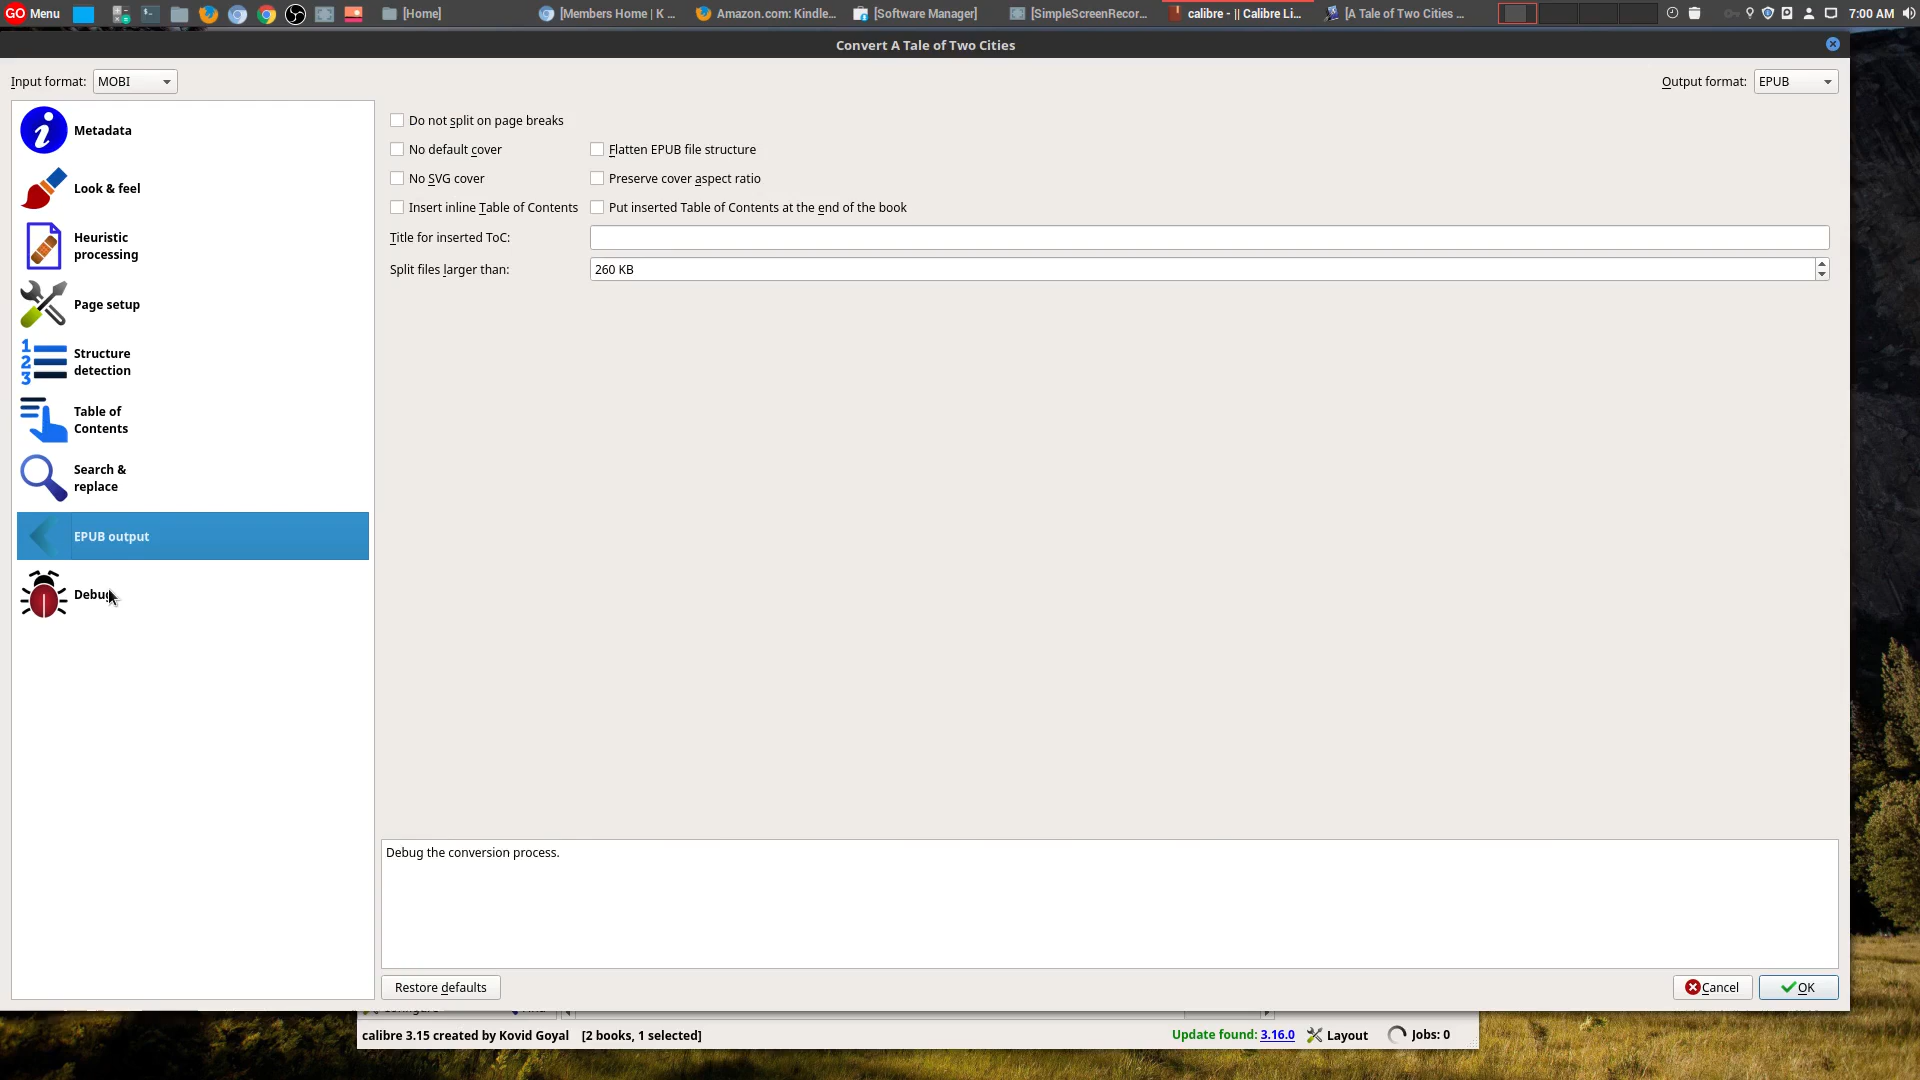 GO Menu [Home] [Members Home | K ... Amazon.com: Kindle... [Software Manager] [SimpleScreenRecor... calibre - || Calibre Li... [A Tale of Two Cities ... 7:00 AM
Convert A Tale of Two Cities
Input format: MOBI Output format: EPUB
Metadata
Look & feel
Heuristic
processing
Page setup
Structure
detection
Table of
Contents
Search &
replace
EPUB output
Debug
Do not split on page breaks
No default cover Flatten EPUB file structure
No SVG cover Preserve cover aspect ratio
Insert inline Table of Contents Put inserted Table of Contents at the end of the book
Title for inserted ToC:
Split files larger than: 260 KB
Debug the conversion process.
Restore defaults Cancel OK
calibre 3.15 created by Kovid Goyal [2 books, 1 selected] Update found: 3.16.0 Layout Jobs: 0